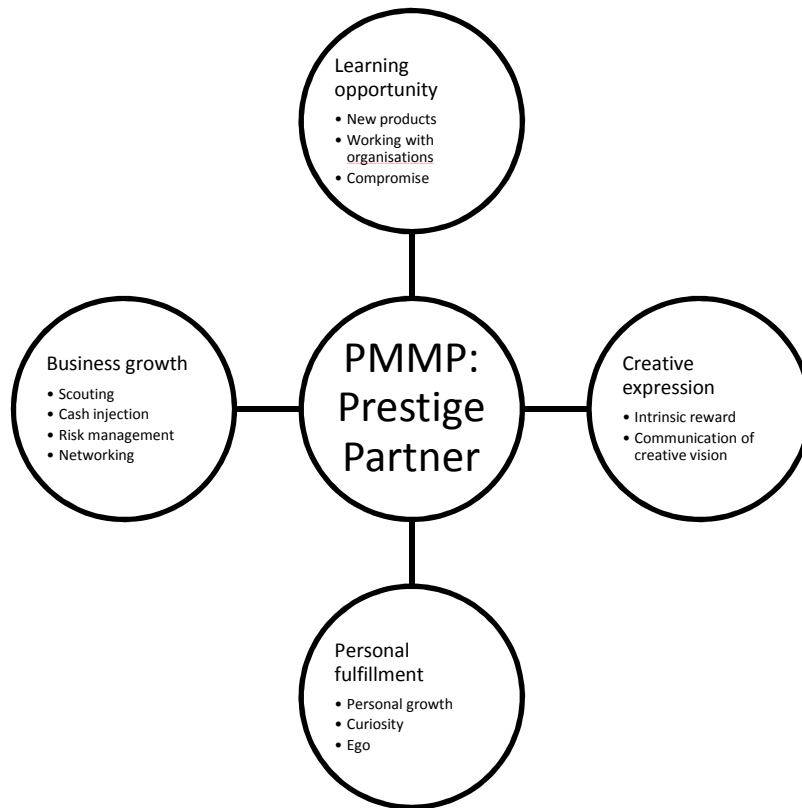 Learning
opportunity
• New products
• Working with
organisations
• Compromise
Business growth
• Scouting
• Cash injection
• Risk management
• Networking
PMMP:
Prestige
Partner
Creative
expression
• Intrinsic reward
• Communication of
creative vision
Personal
fulfillment
• Personal growth
• Curiosity
• Ego